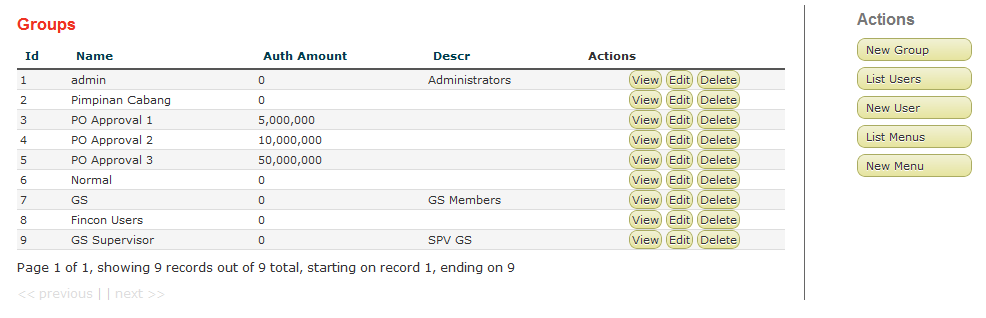 Groups
Id Name Auth Amount Descr Actions
1 admin 0 Administrators View Edit Delete
2 Pimpinan Cabang 0 View Edit Delete
3 PO Approval 1 5,000,000 View Edit Delete
4 PO Approval 2 10,000,000 View Edit Delete
5 PO Approval 3 50,000,000 View Edit Delete
6 Normal 0 View Edit Delete
7 GS 0 GS Members View Edit Delete
8 Fincon Users 0 View Edit Delete
9 GS Supervisor 0 SPV GS View Edit Delete
Page 1 of 1, showing 9 records out of 9 total, starting on record 1, ending on 9
<< previous | | next >>
Actions
New Group
List Users
New User
List Menus
New Menu